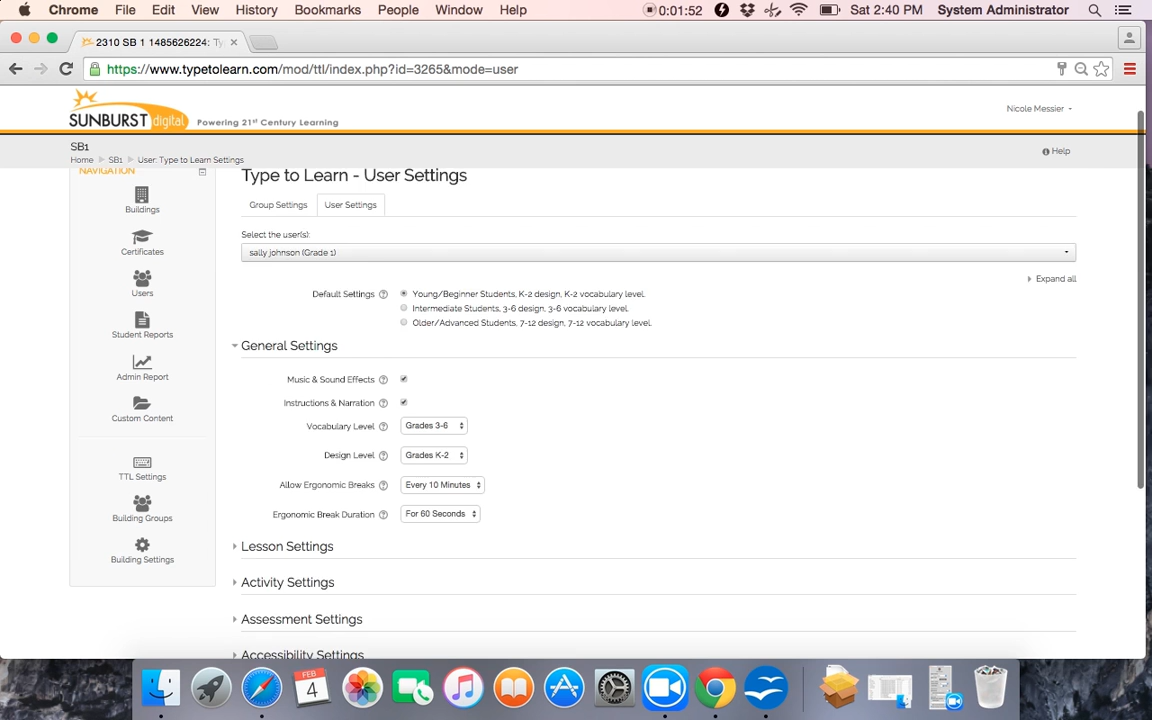 Chrome File Edit View History Bookmarks People Window Help 0:01:52 Sat 2:40 PM System Administrator
2310 SB 1 1485626224: Ty
https://www.typetolearn.com/mod/ttl/index.php?id=3265&mode=user
SUNBURST digital Powering 21st Century Learning
Nicole Messier
SB1
Home SB1 User: Type to Learn Settings
Help
NAVIGATION
Buildings
Certificates
Users
Student Reports
Admin Report
Custom Content
TTL Settings
Building Groups
Building Settings
Type to Learn - User Settings
Group Settings User Settings
Select the user(s):
sally johnson (Grade 1)
Expand all
Default Settings Young/Beginner Students, K-2 design, K-2 vocabulary level.
Intermediate Students, 3-6 design, 3-6 vocabulary level.
Older/Advanced Students, 7-12 design, 7-12 vocabulary level.
General Settings
Music & Sound Effects
Instructions & Narration
Vocabulary Level Grades 3-6
Design Level Grades K-2
Allow Ergonomic Breaks Every 10 Minutes
Ergonomic Break Duration For 60 Seconds
Lesson Settings
Activity Settings
Assessment Settings
Accessibility Settings
FEB
4